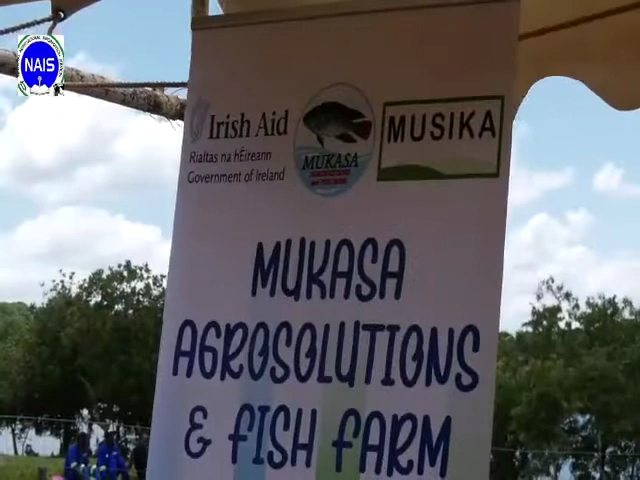 NAIS
Irish Aid
Rialtas na hÉireann
Government of Ireland
MUKASA
MUSIKA
MUKASA
AGROSOLUTIONS
& FISH FARM